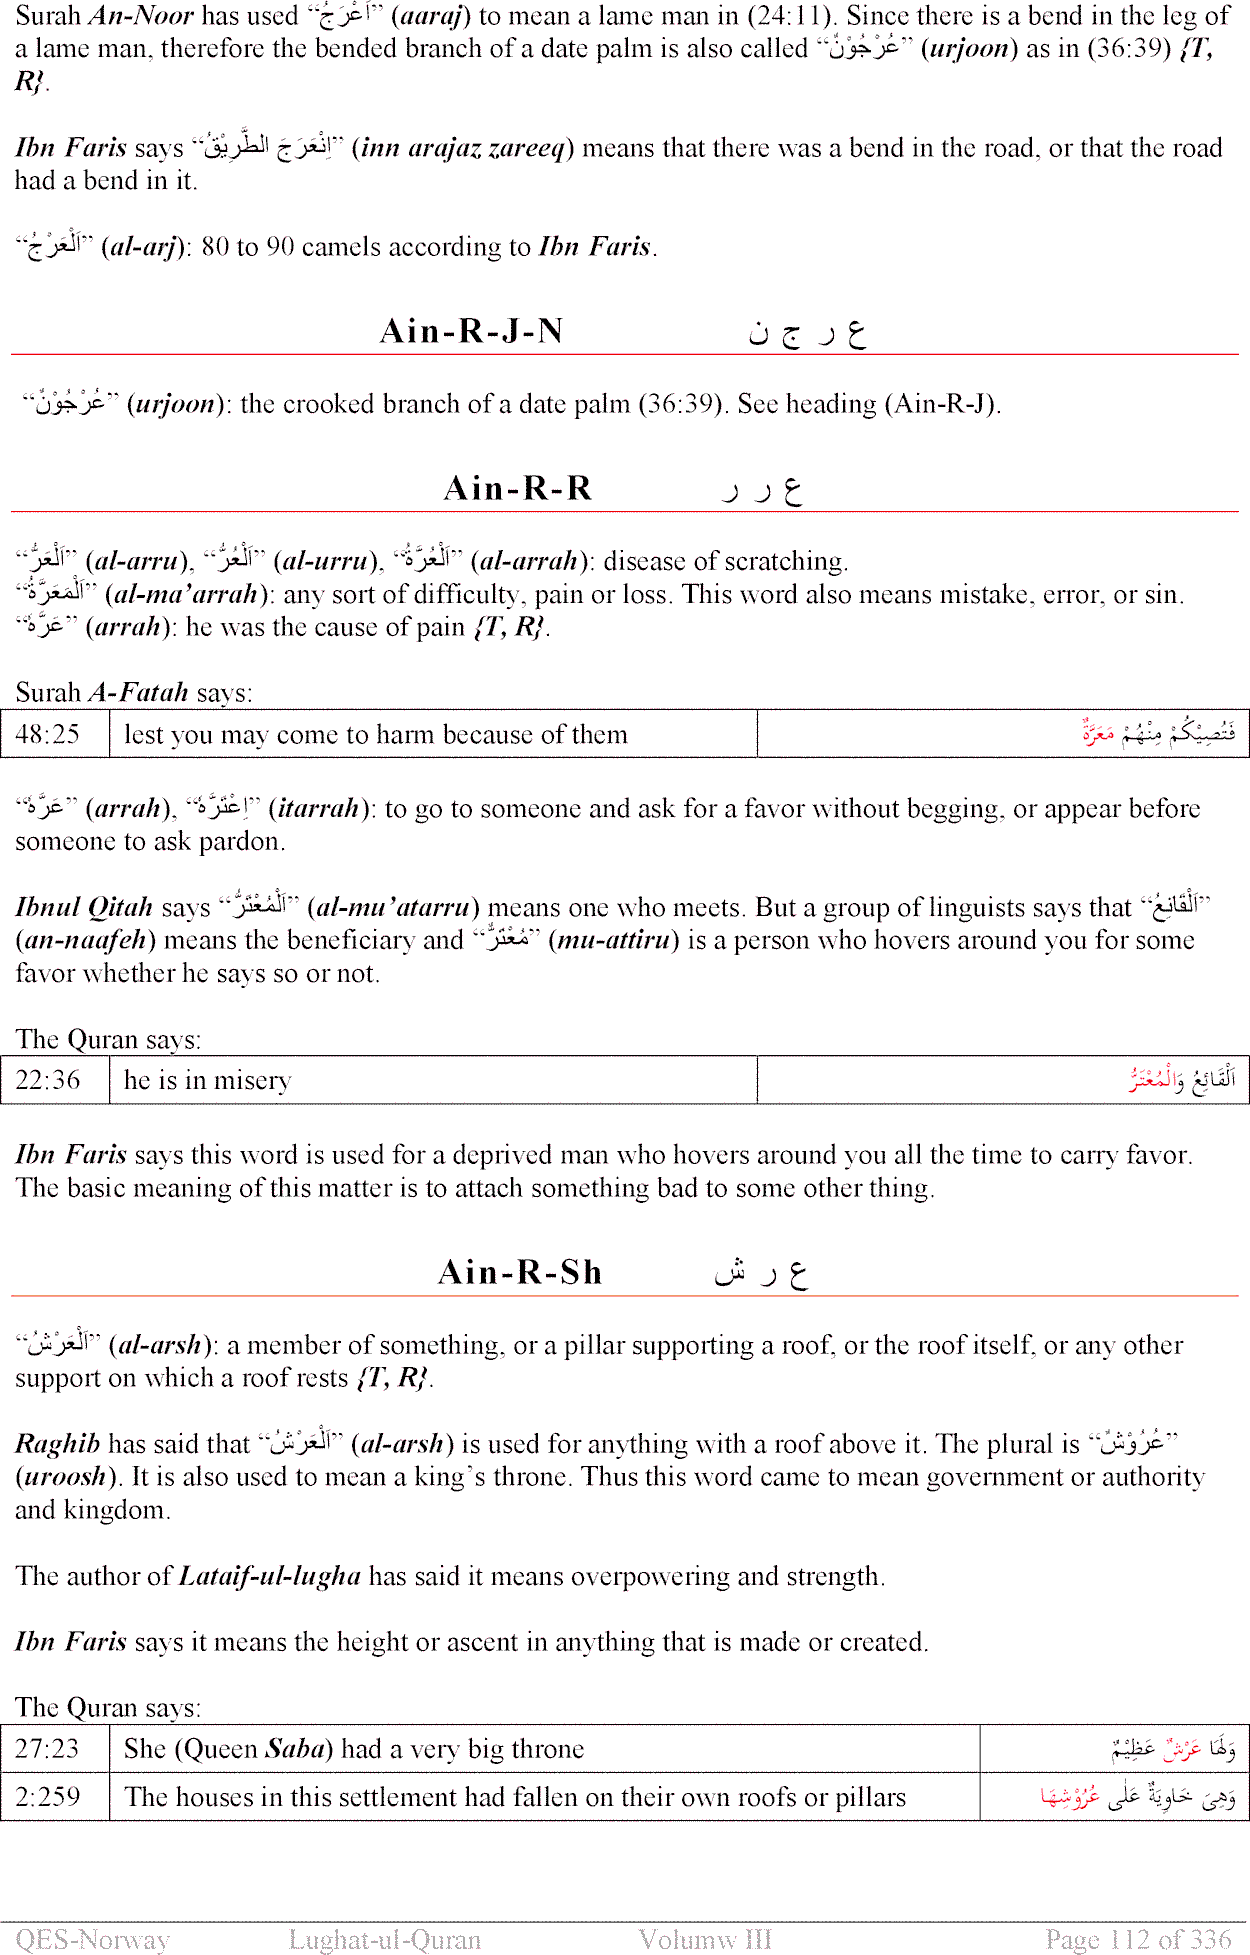 Surah An-Noor has used “اَعْرَجُ” (aaraj) to mean a lame man in (24:11). Since there is a bend in the leg of
a lame man, therefore the bended branch of a date palm is also called “عُرْجُوْنٌ” (urjoon) as in (36:39) {T,
R}.
Ibn Faris says “اِنْعَرَجَ الطَّرِيْقُ” (inn arajaz zareeq) means that there was a bend in the road, or that the road
had a bend in it.
“اَلْعَرْجُ” (al-arj): 80 to 90 camels according to Ibn Faris.
Ain-R-J-N ع ر ج ن
“عُرْجُوْنٌ” (urjoon): the crooked branch of a date palm (36:39). See heading (Ain-R-J).
Ain-R-R ع ر ر
“اَلْعَرُّ” (al-arru), “اَلْعُرُّ” (al-urru), “اَلْعُرَّةُ” (al-arrah): disease of scratching.
“اَلْمَعَرَّةُ” (al-ma’arrah): any sort of difficulty, pain or loss. This word also means mistake, error, or sin.
“عَرَّهٗ” (arrah): he was the cause of pain {T, R}.
Surah A-Fatah says:
48:25 lest you may come to harm because of them فَتُصِيْبَكُمْ مِنْهُمْ مَعَرَّةٌ
“عَرَّهٗ” (arrah), “اِعْتَرَّهٗ” (itarrah): to go to someone and ask for a favor without begging, or appear before
someone to ask pardon.
Ibnul Qitah says “اَلْمُعْتَرُّ” (al-mu’atarru) means one who meets. But a group of linguists says that “اَلْقَانِعُ”
(an-naafeh) means the beneficiary and “مُعْتَرٌّ” (mu-attiru) is a person who hovers around you for some
favor whether he says so or not.
The Quran says:
22:36 he is in misery اَلْقَانِعُ وَالْمُعْتَرُّ
Ibn Faris says this word is used for a deprived man who hovers around you all the time to carry favor.
The basic meaning of this matter is to attach something bad to some other thing.
Ain-R-Sh ع ر ش
“اَلْعَرْشُ” (al-arsh): a member of something, or a pillar supporting a roof, or the roof itself, or any other
support on which a roof rests {T, R}.
Raghib has said that “اَلْعَرْشُ” (al-arsh) is used for anything with a roof above it. The plural is “عُرُوْشٌ”
(uroosh). It is also used to mean a king’s throne. Thus this word came to mean government or authority
and kingdom.
The author of Lataif-ul-lugha has said it means overpowering and strength.
Ibn Faris says it means the height or ascent in anything that is made or created.
The Quran says:
27:23 She (Queen Saba) had a very big throne وَلَهَا عَرْشٌ عَظِيْمٌ
2:259 The houses in this settlement had fallen on their own roofs or pillars وَهِىَ خَاوِيَةٌ عَلٰى عُرُوْشِهَا
QES-Norway Lughat-ul-Quran Volumw III Page 112 of 336